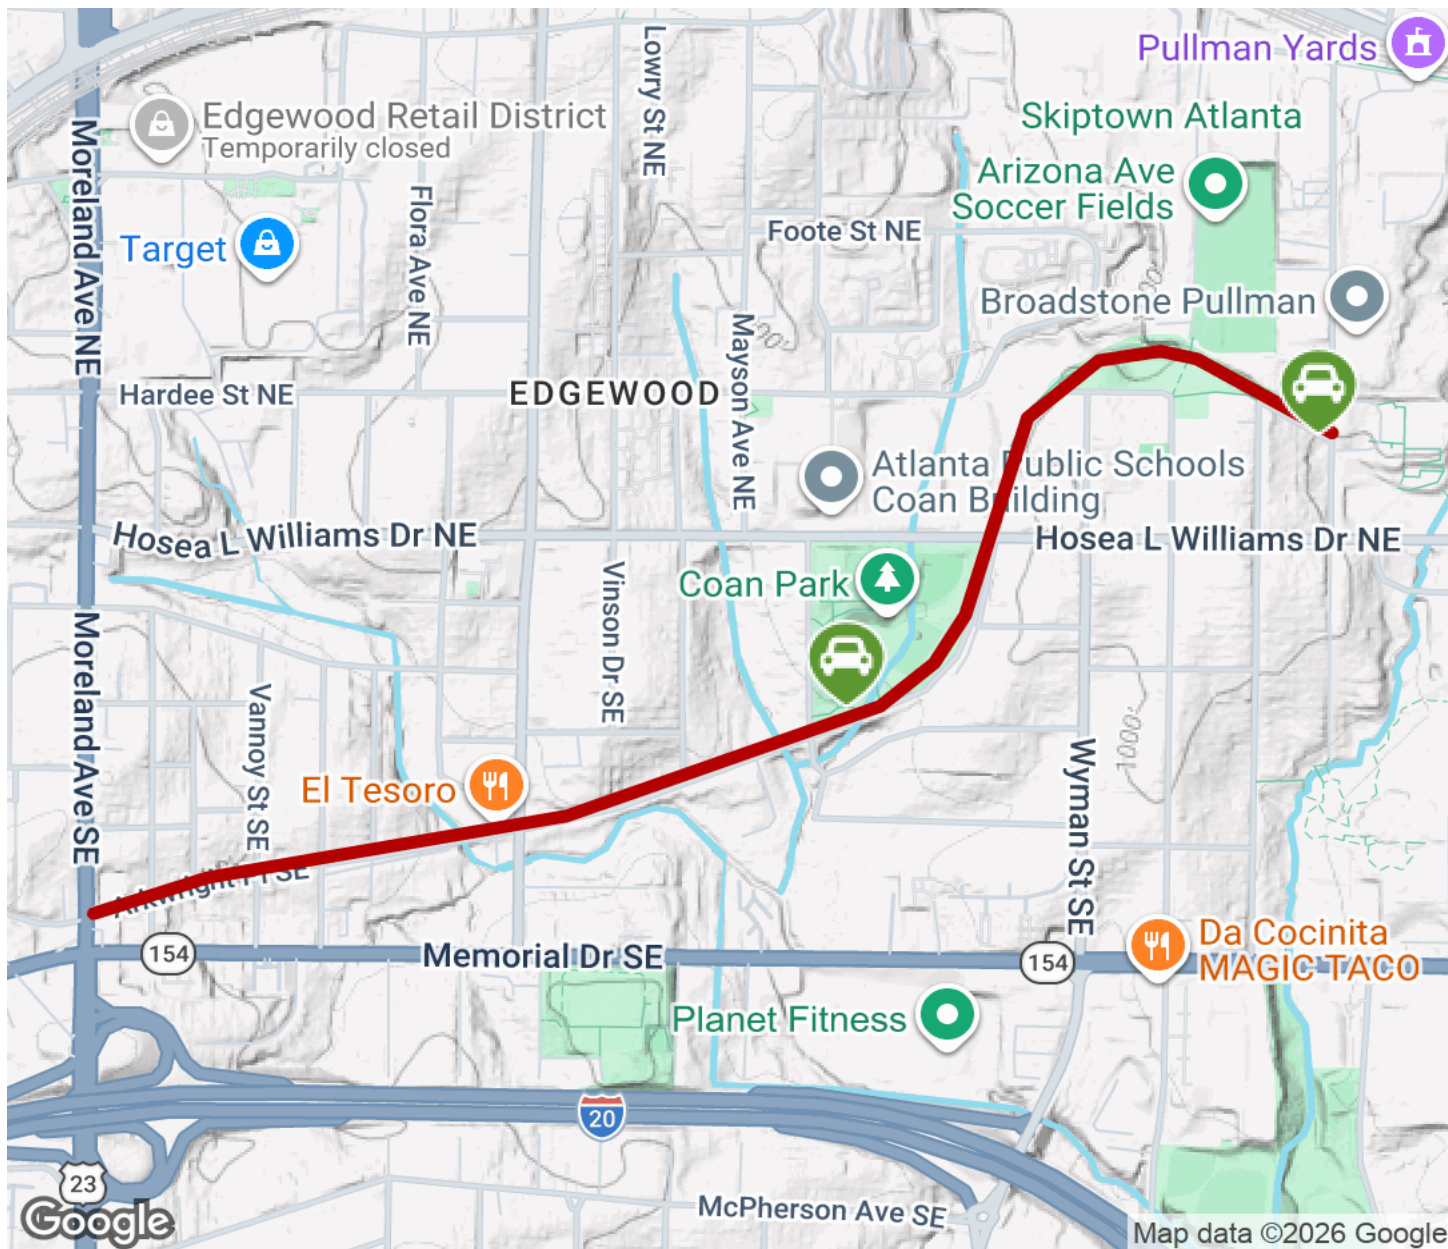 Pullman Yards
Lowry St NE
Edgewood Retail District
Temporarily closed
Skiptown Atlanta
Moreland Ave NE
Arizona Ave
Soccer Fields
Flora Ave NE
Target
Foote St NE
Broadstone Pullman
Mayson Ave NE
Hardee St NE
EDGEWOOD
Atlanta Public Schools
Coan Building
Hosea L Williams Dr NE
Hosea L Williams Dr NE
Coan Park
Vinson Dr SE
Moreland Ave SE
Vannoy St SE
1000'
Wyman St SE
El Tesoro
Arkwright Pl SE
154
Memorial Dr SE
154
Da Cocinita
MAGIC TACO
Planet Fitness
20
23
McPherson Ave SE
Google
Map data ©2026 Google